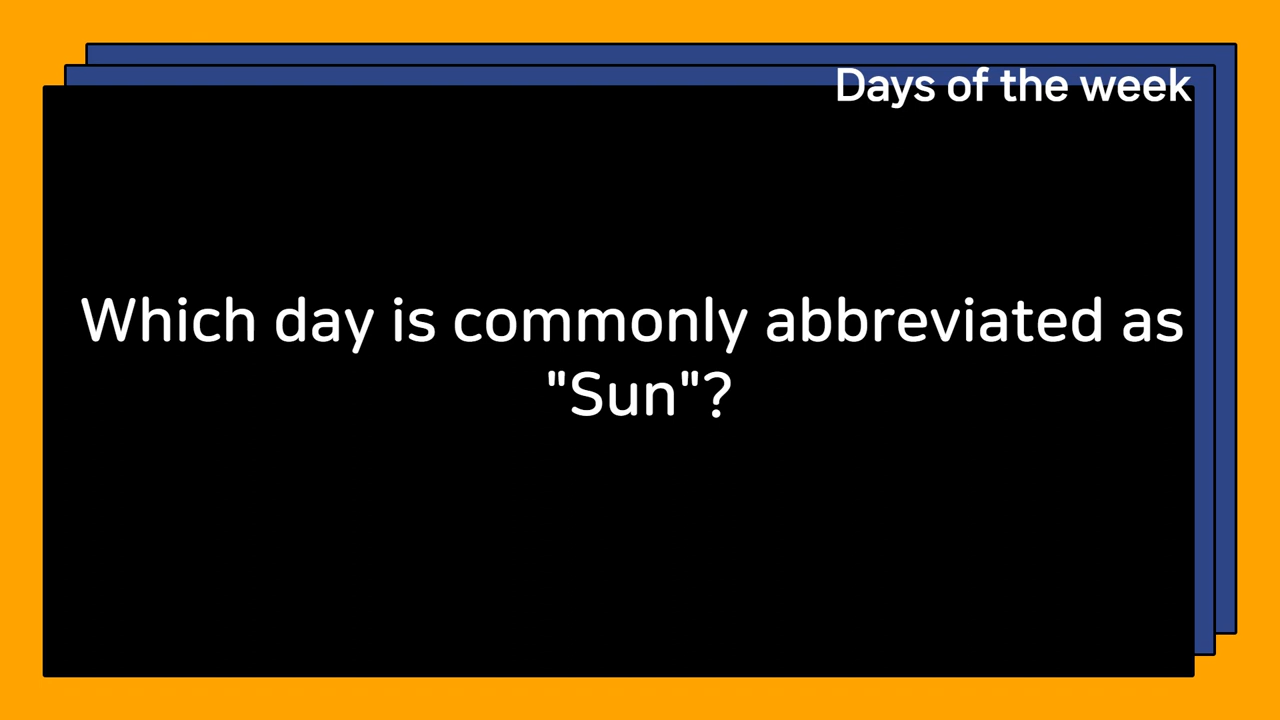 Days of the week
Which day is commonly abbreviated as
"Sun"?